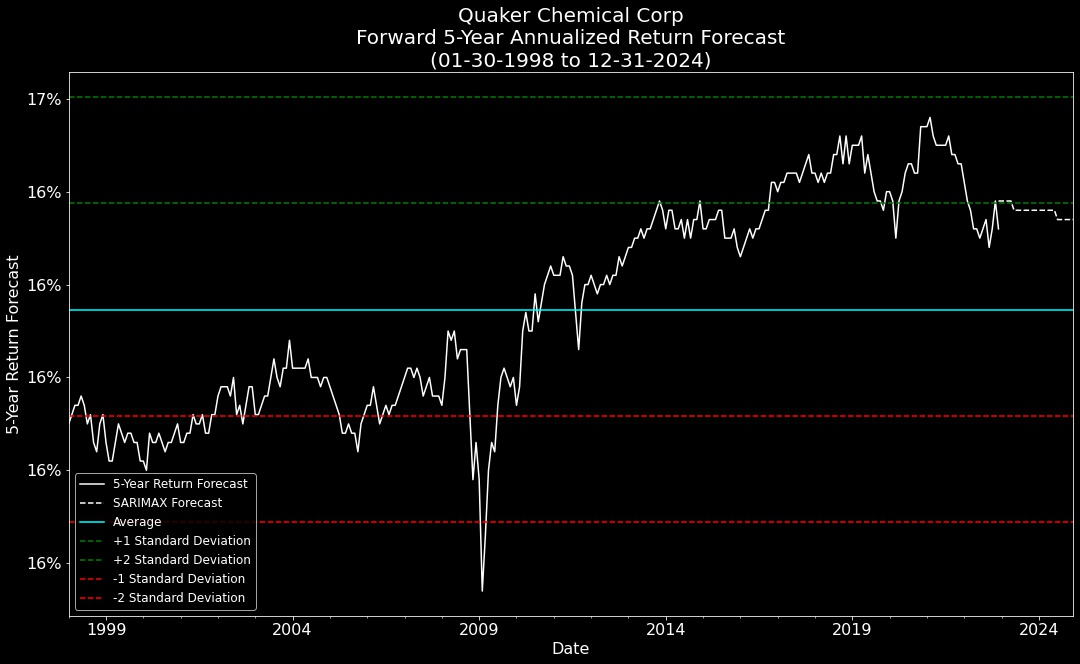 Quaker Chemical Corp
Forward 5-Year Annualized Return Forecast
(01-30-1998 to 12-31-2024)
17%
16%
16%
16%
16%
16%
5-Year Return Forecast
5-Year Return Forecast
SARIMAX Forecast
Average
+1 Standard Deviation
+2 Standard Deviation
-1 Standard Deviation
-2 Standard Deviation
1999 2004 2009 2014 2019 2024
Date